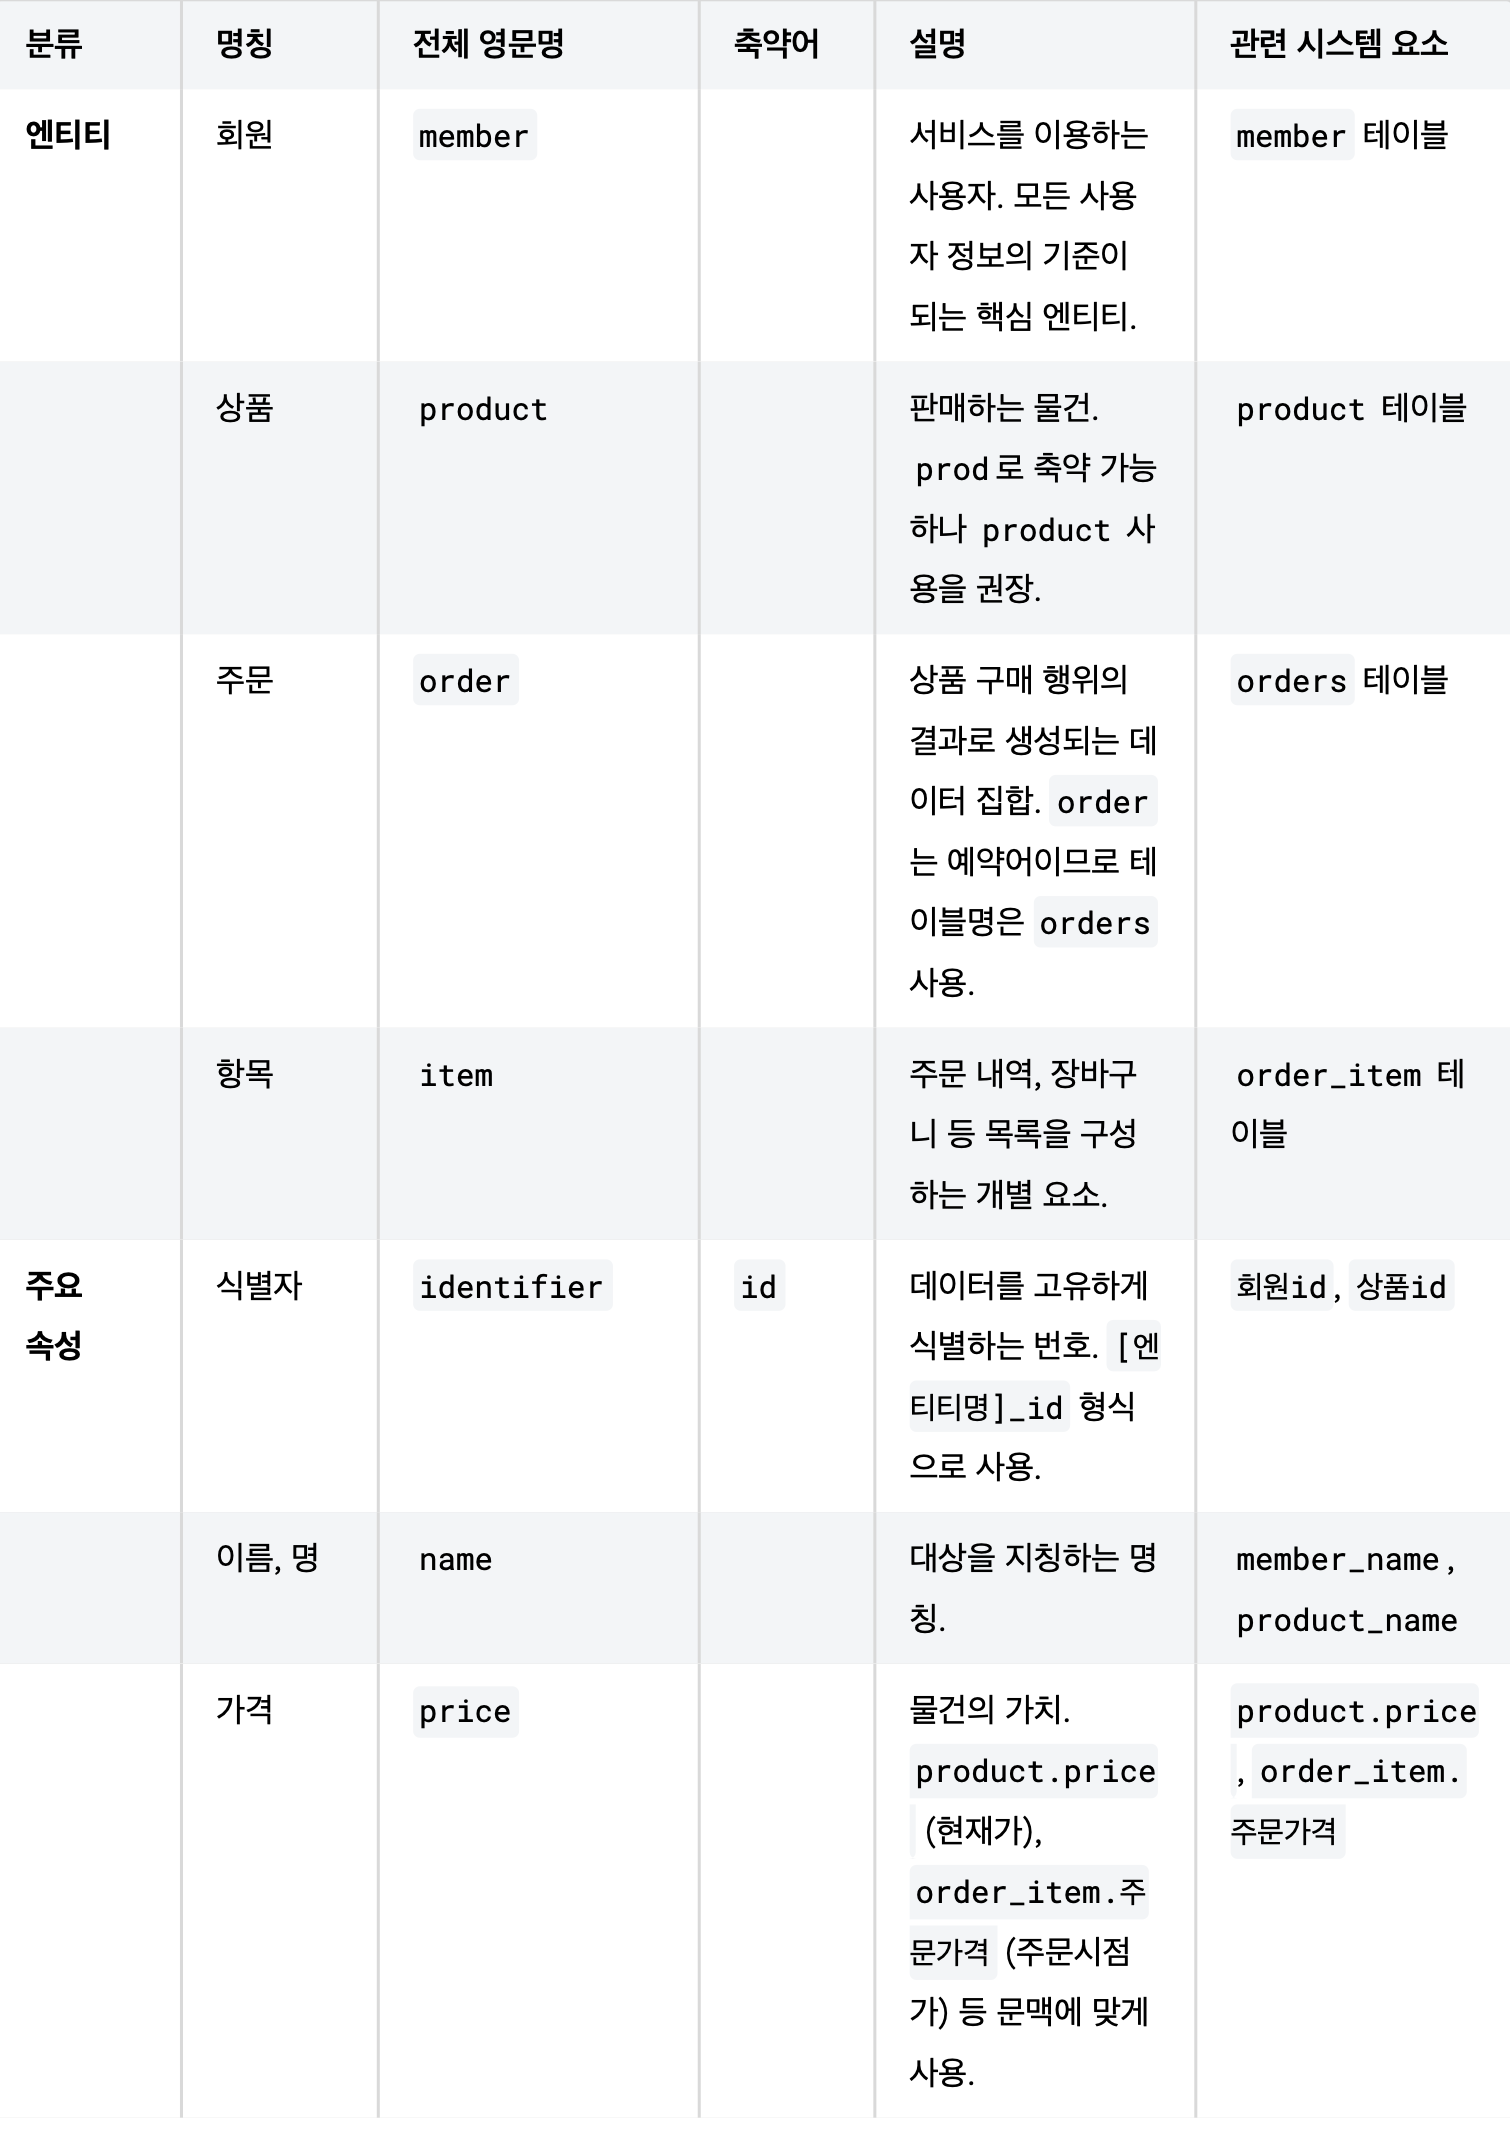 분류 명칭 전체 영문명 축약어 설명 관련 시스템 요소
엔티티 회원 member 서비스를 이용하는 member 테이블
사용자. 모든 사용
자 정보의 기준이
되는 핵심 엔티티.
상품 product 판매하는 물건. product 테이블
prod로 축약 가능
하나 product 사
용을 권장.
주문 order 상품 구매 행위의 orders 테이블
결과로 생성되는 데
이터 집합. order
는 예약어이므로 테
이블명은 orders
사용.
항목 item 주문 내역, 장바구 order_item 테
니 등 목록을 구성 이블
하는 개별 요소.
주요 식별자 identifier id 데이터를 고유하게 회원id, 상품id
속성 식별하는 번호. [엔
티티명]_id 형식
으로 사용.
이름, 명 name 대상을 지칭하는 명 member_name,
칭. product_name
가격 price 물건의 가치. product.price
product.price , order_item.
(현재가), 주문가격
order_item.주
문가격 (주문시점
가) 등 문맥에 맞게
사용.